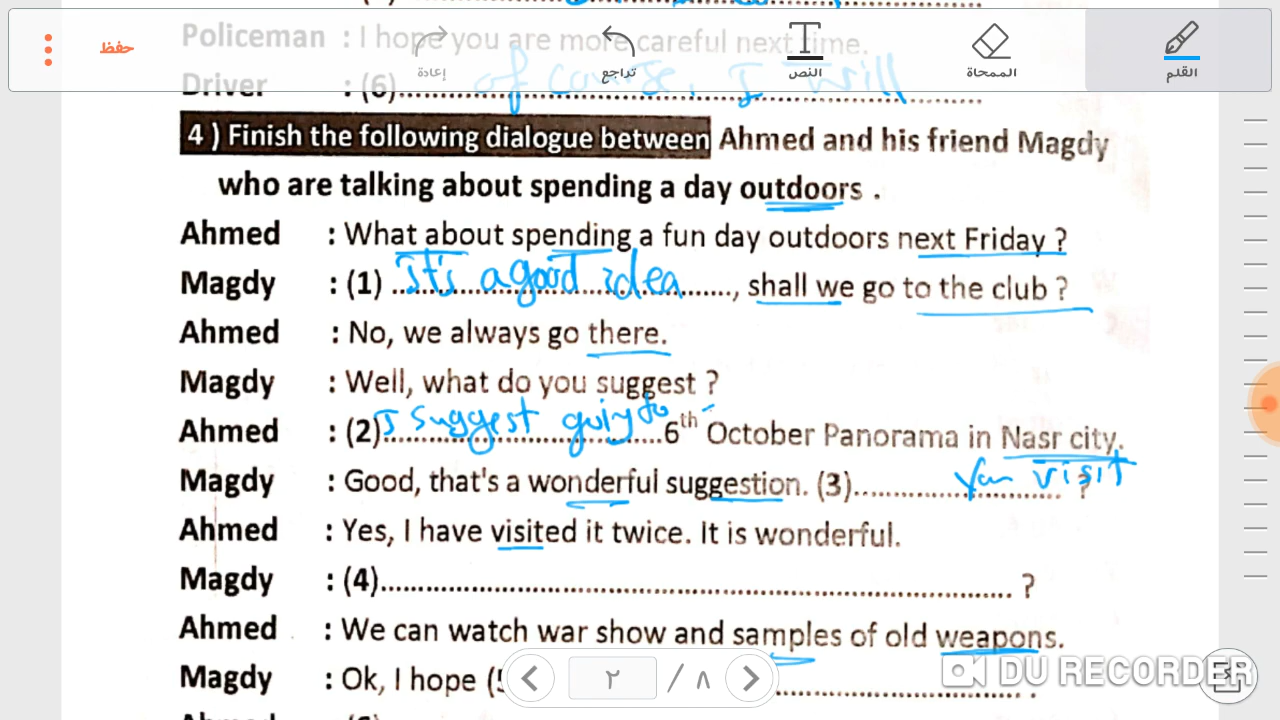 Policeman : I hope you are more careful next time.
حفظ
إعادة
تراجع
النص
الممحاة
القلم
Driver : (6) of course, I will
4 ) Finish the following dialogue between Ahmed and his friend Magdy
who are talking about spending a day outdoors .
Ahmed : What about spending a fun day outdoors next Friday ?
Magdy : (1) It's a good idea, shall we go to the club ?
Ahmed : No, we always go there.
Magdy : Well, what do you suggest ?
Ahmed : (2) I suggest going to 6th October Panorama in Nasr city.
Magdy : Good, that's a wonderful suggestion. (3).......... You visit ?
Ahmed : Yes, I have visited it twice. It is wonderful.
Magdy : (4).......... ?
Ahmed : We can watch war show and samples of old weapons.
Magdy : Ok, I hope
٢ / ٨
DU RECORDER